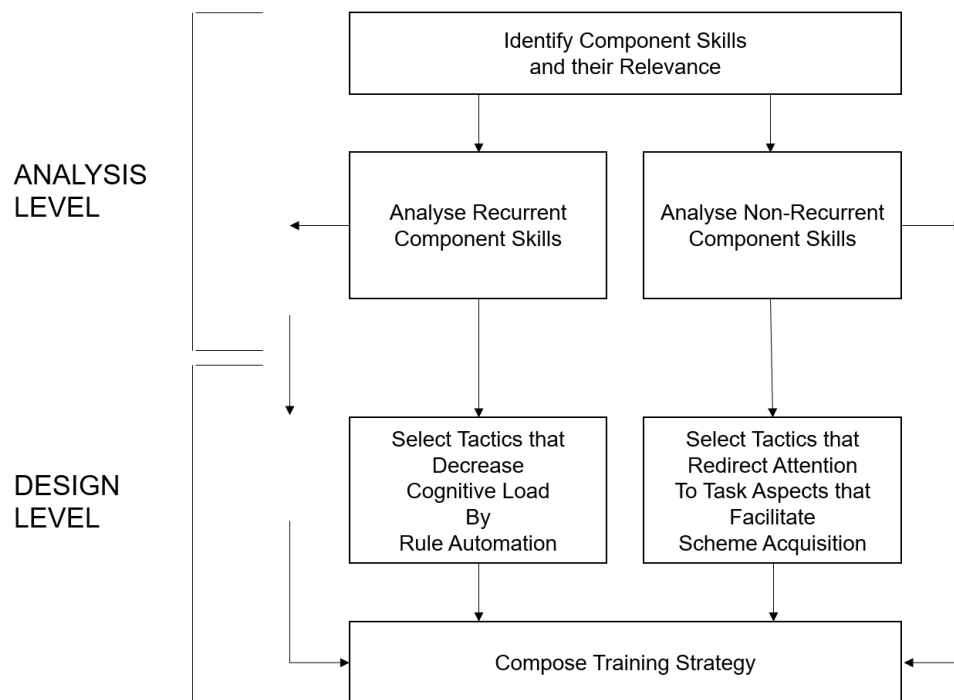 Identify Component Skills
and their Relevance
ANALYSIS
LEVEL
Analyse Recurrent
Component Skills
Analyse Non-Recurrent
Component Skills
DESIGN
LEVEL
Select Tactics that
Decrease
Cognitive Load
By
Rule Automation
Select Tactics that
Redirect Attention
To Task Aspects that
Facilitate
Scheme Acquisition
Compose Training Strategy